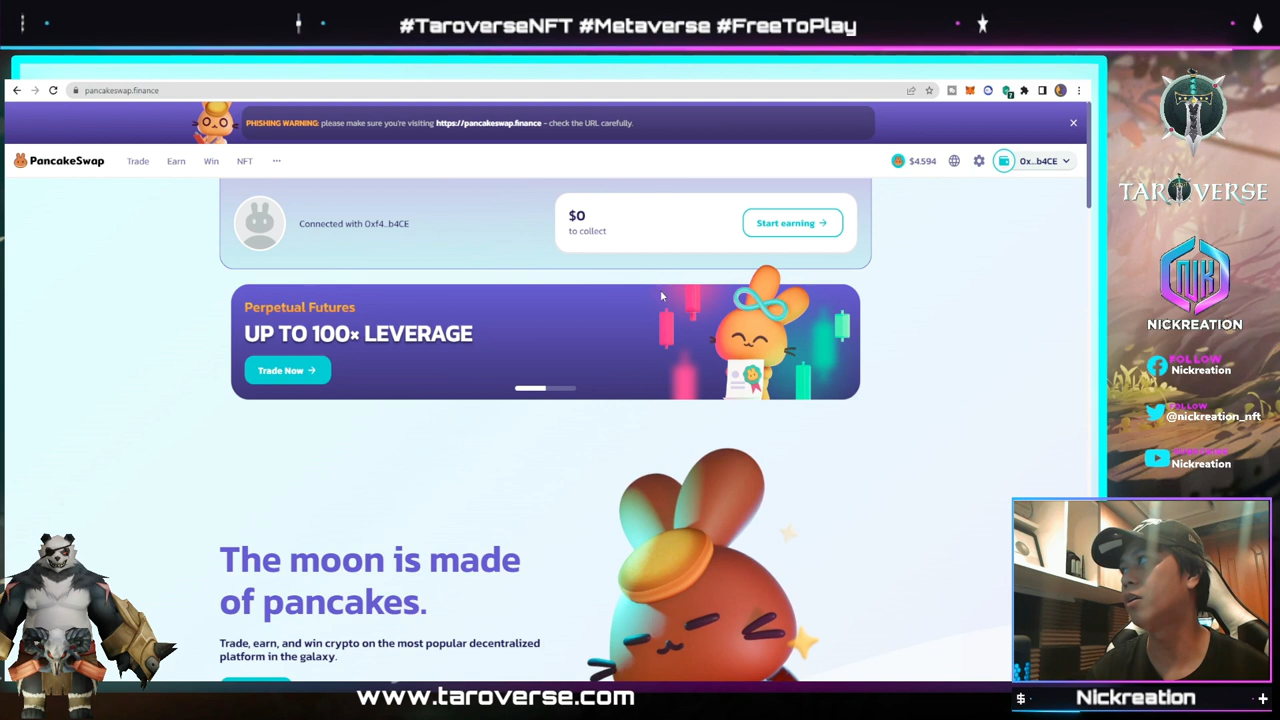 #TaroverseNFT #Metaverse #FreeToPlay
pancakeswap.finance
7
PHISHING WARNING: please make sure you're visiting https://pancakeswap.finance - check the URL carefully.
PancakeSwap Trade Earn Win NFT ... $4.594 0x...b4CE
Connected with 0xf4...b4CE
$0
to collect
Start earning →
Perpetual Futures
UP TO 100× LEVERAGE
Trade Now →
The moon is made
of pancakes.
Trade, earn, and win crypto on the most popular decentralized
platform in the galaxy.
TAROVERSE
NICKREATION
FOLLOW
Nickreation
FOLLOW
@nickreation_nft
Nickreation
www.taroverse.com
$ Nickreation +